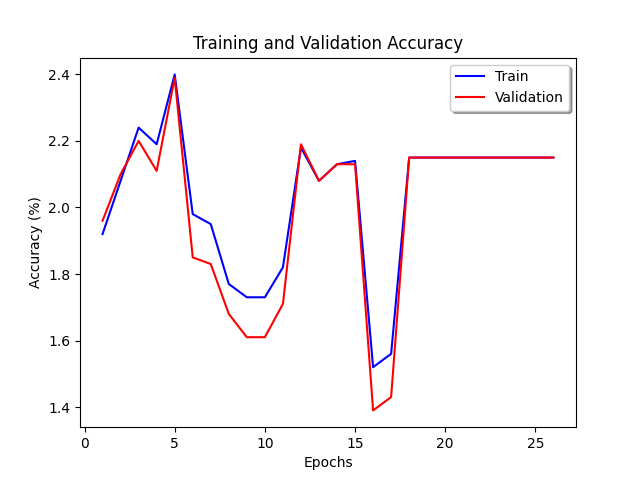 Training and Validation Accuracy
Train
Validation
Accuracy (%)
2.4
2.2
2.0
1.8
1.6
1.4
0 5 10 15 20 25
Epochs